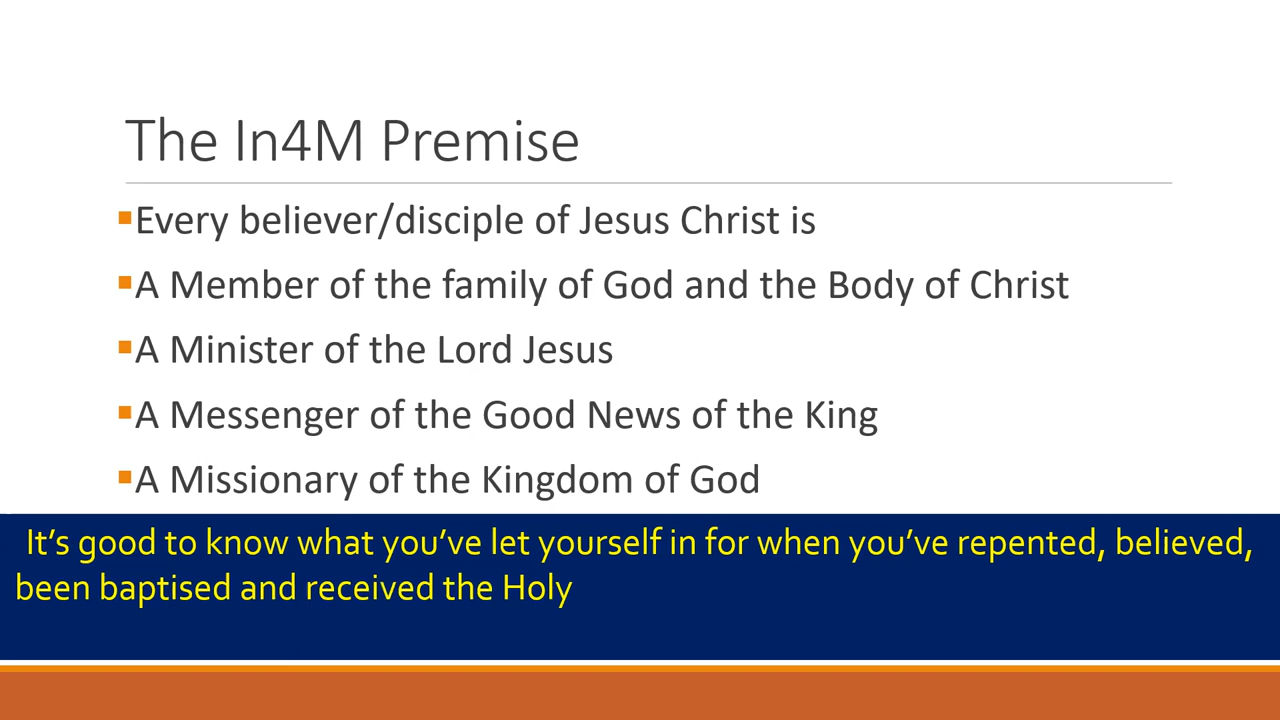 The In4M Premise
▪Every believer/disciple of Jesus Christ is
▪A Member of the family of God and the Body of Christ
▪A Minister of the Lord Jesus
▪A Messenger of the Good News of the King
▪A Missionary of the Kingdom of God
It’s good to know what you’ve let yourself in for when you’ve repented, believed,
been baptised and received the Holy